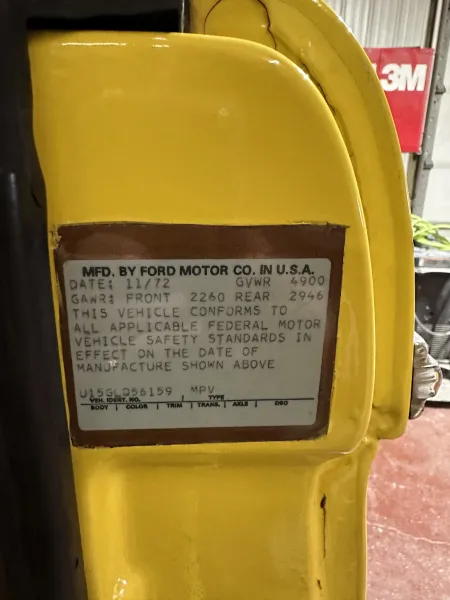 3M
MFD. BY FORD MOTOR CO. IN U.S.A.
DATE: 11/72 GVWR 4900
GAWR: FRONT 2260 REAR 2946
THIS VEHICLE CONFORMS TO
ALL APPLICABLE FEDERAL MOTOR
VEHICLE SAFETY STANDARDS IN
EFFECT ON THE DATE OF
MANUFACTURE SHOWN ABOVE
U15GLQ56159 MPV
VEH. IDENT. NO. TYPE
BODY COLOR TRIM TRANS. AXLE DSO